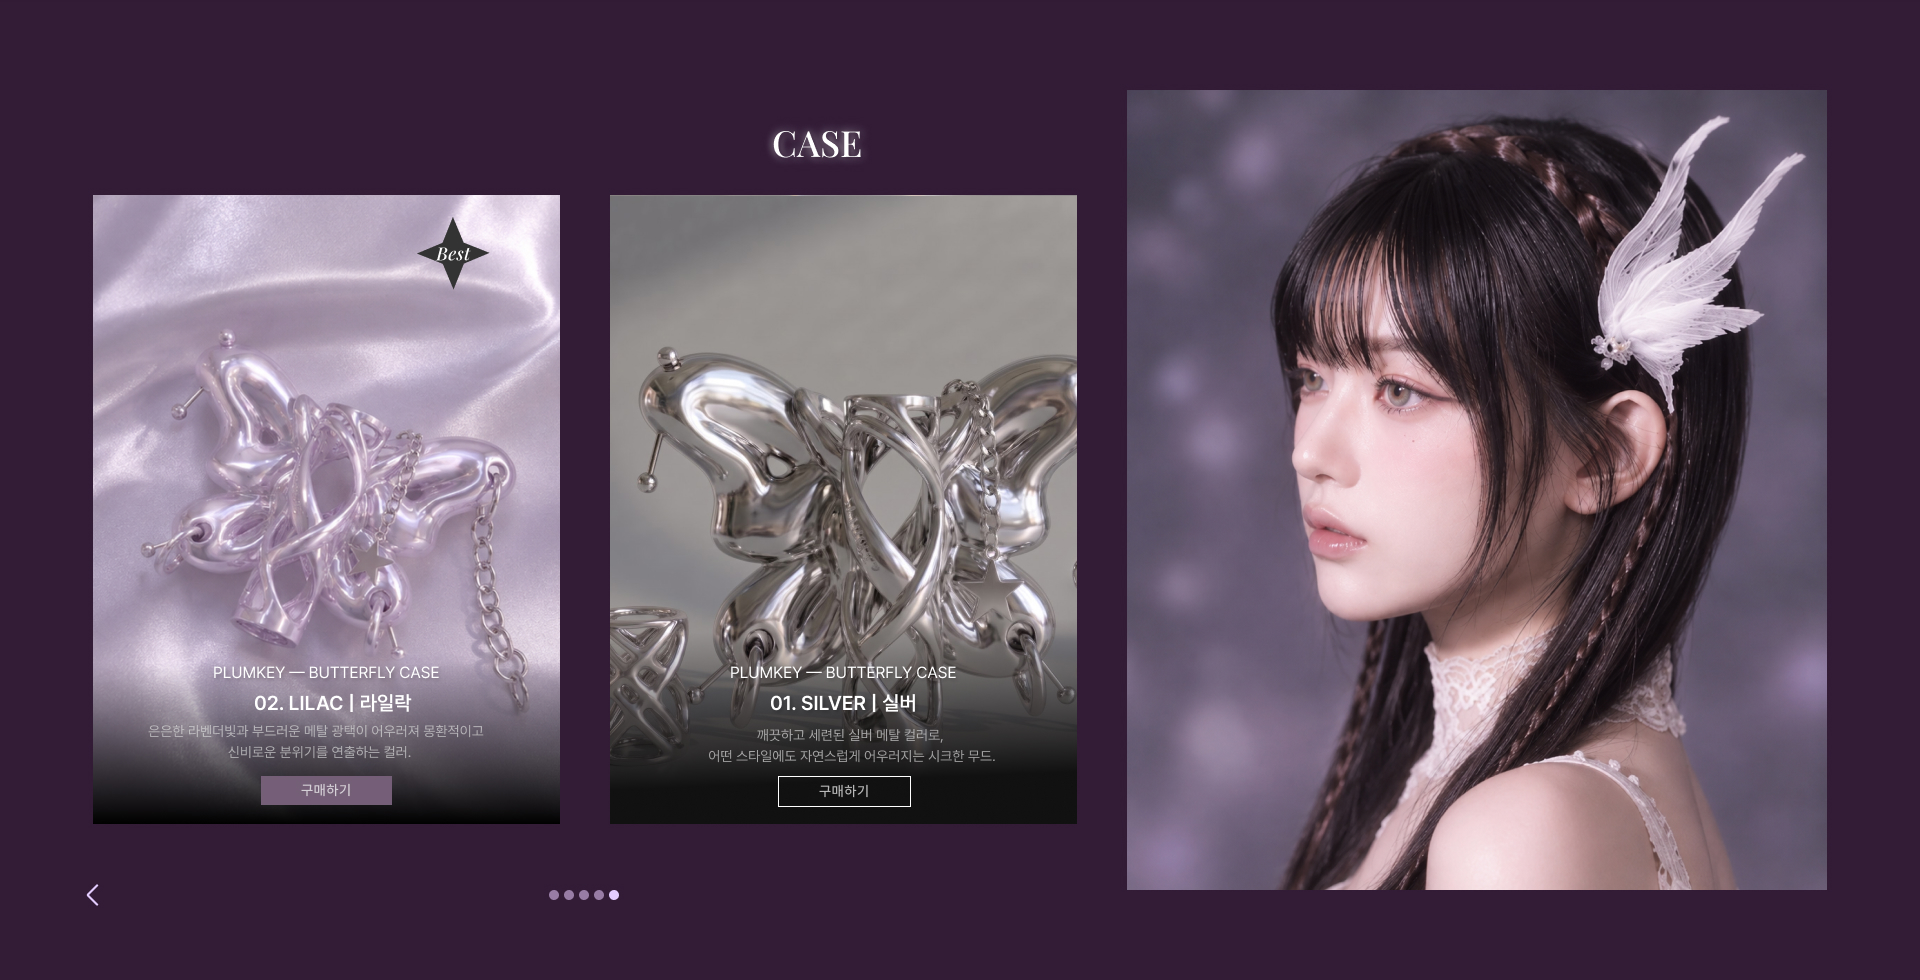 CASE
Best
PLUMKEY — BUTTERFLY CASE
02. LILAC | 라일락
은은한 라벤더빛과 부드러운 메탈 광택이 어우러져 몽환적이고
신비로운 분위기를 연출하는 컬러.
구매하기
PLUMKEY — BUTTERFLY CASE
01. SILVER | 실버
깨끗하고 세련된 실버 메탈 컬러로,
어떤 스타일에도 자연스럽게 어우러지는 시크한 무드.
구매하기